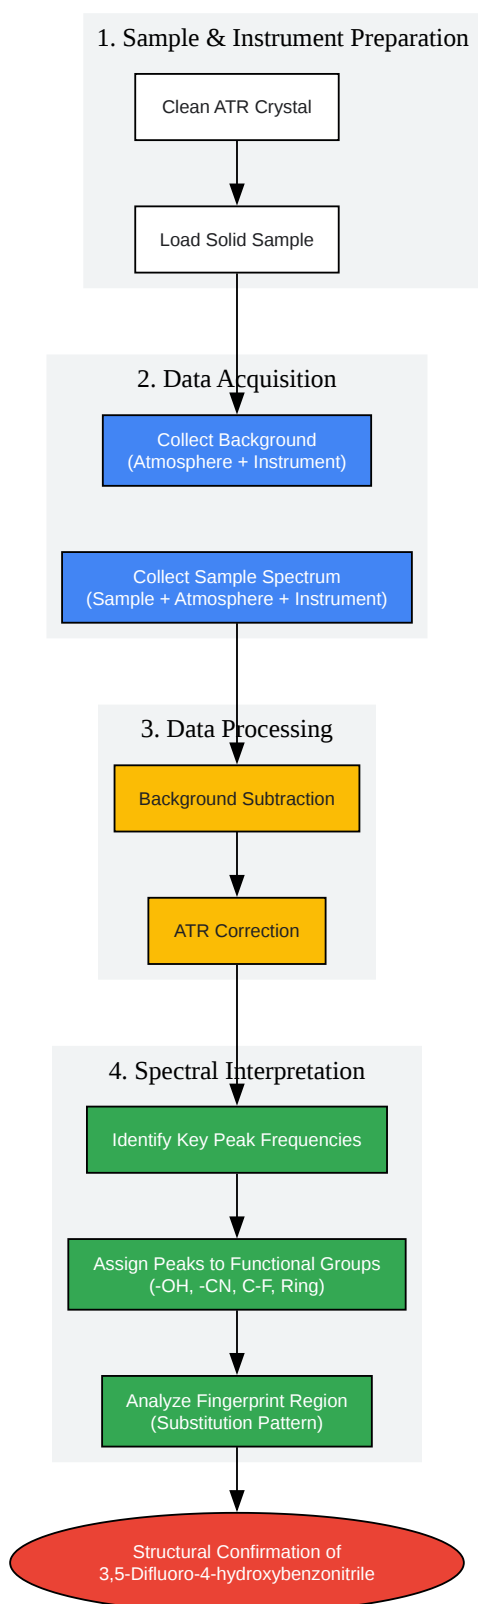 1. Sample & Instrument Preparation
Clean ATR Crystal
Load Solid Sample
2. Data Acquisition
Collect Background
(Atmosphere + Instrument)
Collect Sample Spectrum
(Sample + Atmosphere + Instrument)
3. Data Processing
Background Subtraction
ATR Correction
4. Spectral Interpretation
Identify Key Peak Frequencies
Assign Peaks to Functional Groups
(-OH, -CN, C-F, Ring)
Analyze Fingerprint Region
(Substitution Pattern)
Structural Confirmation of
3,5-Difluoro-4-hydroxybenzonitrile